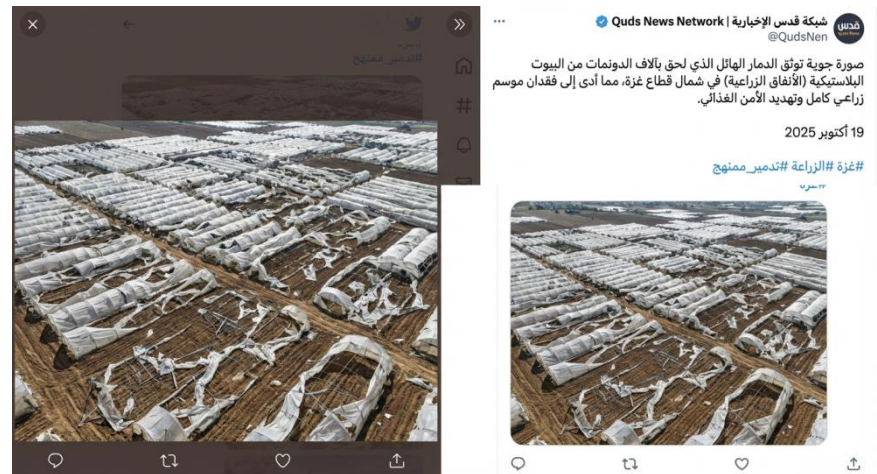 شبكة قدس الإخبارية | Quds News Network
@QudsNen
صورة جوية توثق الدمار الهائل الذي لحق بآلاف الدونمات من البيوت
البلاستيكية (الأنفاق الزراعية) في شمال قطاع غزة، مما أدى إلى فقدان موسم
زراعي كامل وتهديد الأمن الغذائي.
19 أكتوبر 2025
#غزة #الزراعة #تدمير_ممنهج
#تدمير_ممنهج